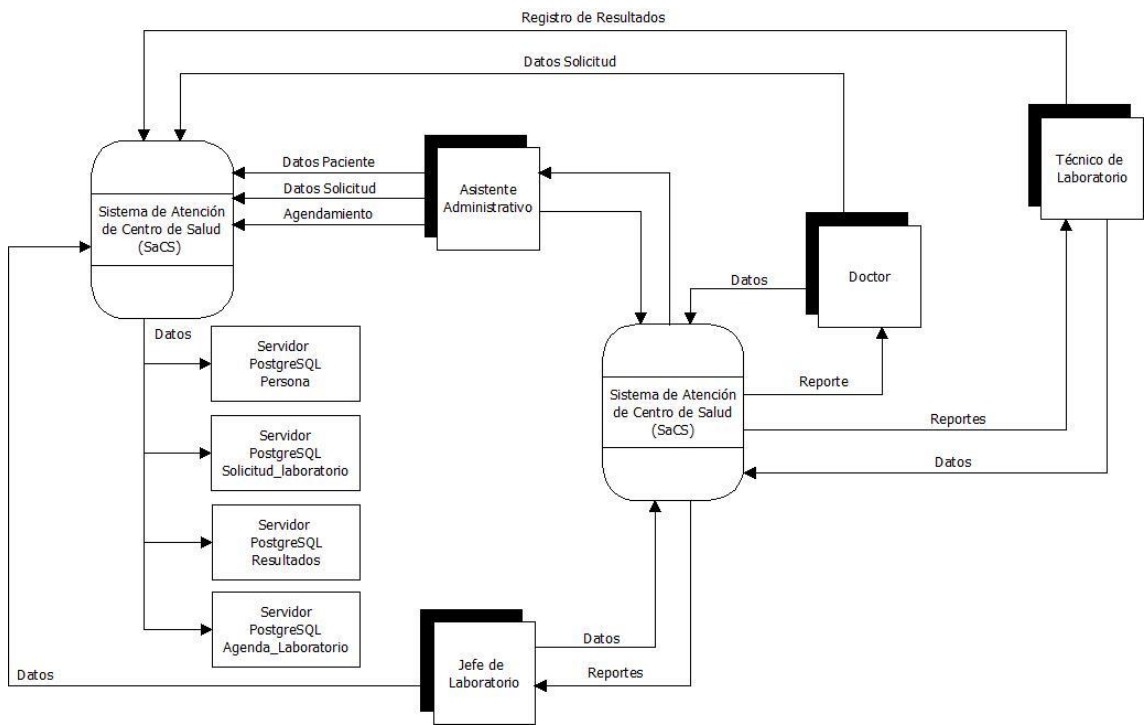 Registro de Resultados
Datos Solicitud
Datos Paciente
Datos Solicitud
Agendamiento
Asistente
Administrativo
Técnico de
Laboratorio
Sistema de Atención
de Centro de Salud
(SaCS)
Doctor
Datos
Datos
Servidor
PostgreSQL
Persona
Sistema de Atención
de Centro de Salud
(SaCS)
Reporte
Reportes
Datos
Servidor
PostgreSQL
Solicitud_laboratorio
Servidor
PostgreSQL
Resultados
Servidor
PostgreSQL
Agenda_Laboratorio
Datos
Jefe de
Laboratorio
Datos
Reportes